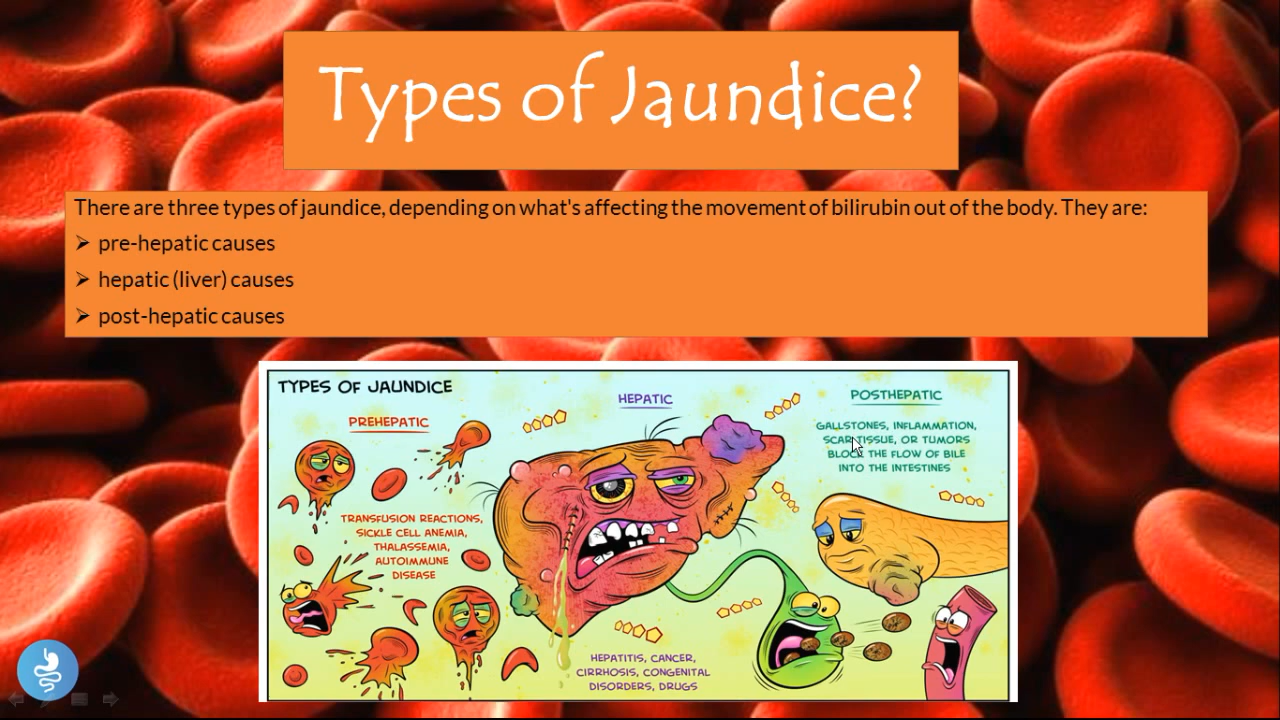 Types of Jaundice?
There are three types of jaundice, depending on what's affecting the movement of bilirubin out of the body. They are:
➢ pre-hepatic causes
➢ hepatic (liver) causes
➢ post-hepatic causes
TYPES OF JAUNDICE
PREHEPATIC
TRANSFUSION REACTIONS,
SICKLE CELL ANEMIA,
THALASSEMIA,
AUTOIMMUNE
DISEASE
HEPATIC
HEPATITIS, CANCER,
CIRRHOSIS, CONGENITAL
DISORDERS, DRUGS
POSTHEPATIC
GALLSTONES, INFLAMMATION,
SCAR TISSUE, OR TUMORS
BLOCK THE FLOW OF BILE
INTO THE INTESTINES